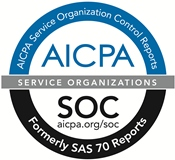 AICPA Service Organization Control Reports
AICPA
SERVICE ORGANIZATIONS
SOC
aicpa.org/soc
Formerly SAS 70 Reports